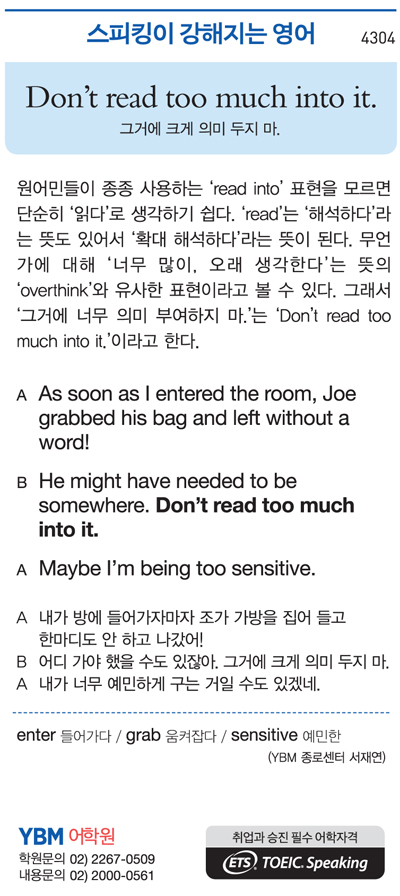 스피킹이 강해지는 영어 4304
Don't read too much into it.
그거에 크게 의미 두지 마.
원어민들이 종종 사용하는 ‘read into’ 표현을 모르면
단순히 ‘읽다’로 생각하기 쉽다. ‘read’는 ‘해석하다’라
는 뜻도 있어서 ‘확대 해석하다’라는 뜻이 된다. 무언
가에 대해 ‘너무 많이, 오래 생각한다’는 뜻의
‘overthink’와 유사한 표현이라고 볼 수 있다. 그래서
‘그거에 너무 의미 부여하지 마.’는 ‘Don’t read too
much into it.’이라고 한다.
A As soon as I entered the room, Joe
grabbed his bag and left without a
word!
B He might have needed to be
somewhere. Don’t read too much
into it.
A Maybe I’m being too sensitive.
A 내가 방에 들어가자마자 조가 가방을 집어 들고
한마디도 안 하고 나갔어!
B 어디 가야 했을 수도 있잖아. 그거에 크게 의미 두지 마.
A 내가 너무 예민하게 구는 거일 수도 있겠네.
enter 들어가다 / grab 움켜잡다 / sensitive 예민한
(YBM 종로센터 서재연)
YBM 어학원
학원문의 02) 2267-0509
내용문의 02) 2000-0561
취업과 승진 필수 어학자격
ETS TOEIC. Speaking